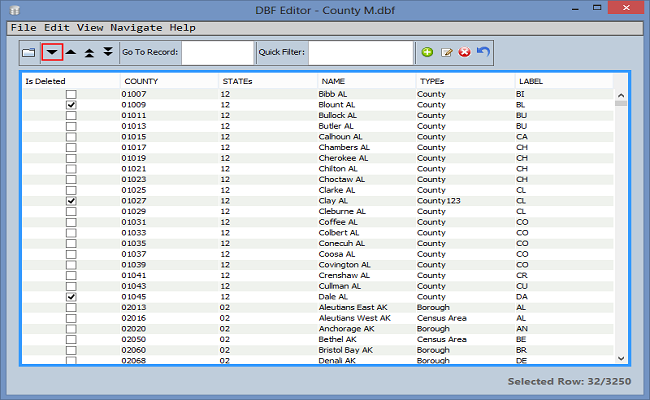 DBF Editor - County M.dbf
File Edit View Navigate Help
Go To Record: Quick Filter:
Is Deleted COUNTY STATEs NAME TYPEs LABEL
01007 12 Bibb AL County BI
01009 12 Blount AL County BL
01011 12 Bullock AL County BU
01013 12 Butler AL County BU
01015 12 Calhoun AL County CA
01017 12 Chambers AL County CH
01019 12 Cherokee AL County CH
01021 12 Chilton AL County CH
01023 12 Choctaw AL County CH
01025 12 Clarke AL County CL
01027 12 Clay AL County123 CL
01029 12 Cleburne AL County CL
01031 12 Coffee AL County CO
01033 12 Colbert AL County CO
01035 12 Conecuh AL County CO
01037 12 Coosa AL County CO
01039 12 Covington AL County CO
01041 12 Crenshaw AL County CR
01043 12 Cullman AL County CU
01045 12 Dale AL County DA
02013 02 Aleutians East AK Borough AL
02016 02 Aleutians West AK Census Area AL
02020 02 Anchorage AK Borough AN
02050 02 Bethel AK Census Area BE
02060 02 Bristol Bay AK Borough BR
02068 02 Denali AK Borough DE
Selected Row: 32/3250